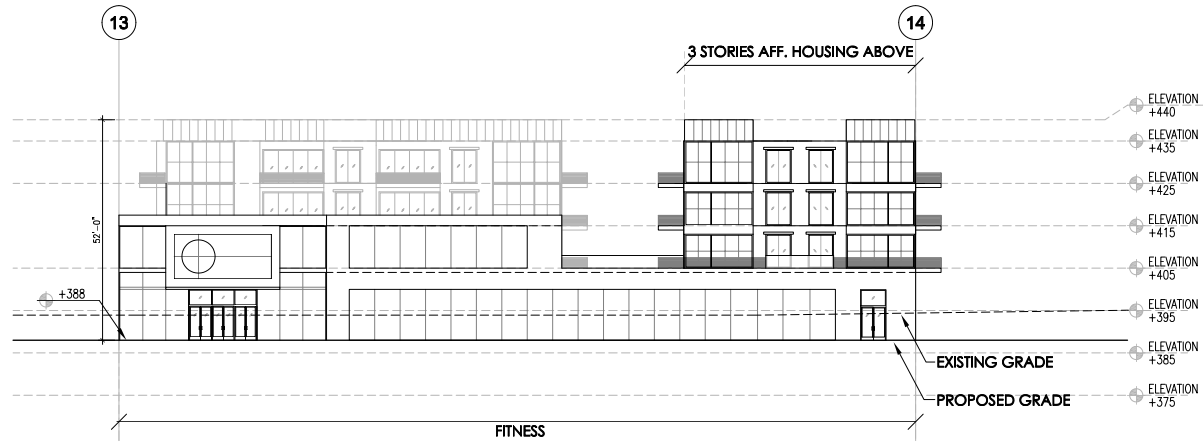 13
14
3 STORIES AFF. HOUSING ABOVE
ELEVATION
+440
ELEVATION
+435
ELEVATION
+425
52'-0"
ELEVATION
+415
ELEVATION
+405
+388
ELEVATION
+395
ELEVATION
+385
EXISTING GRADE
ELEVATION
+375
PROPOSED GRADE
FITNESS